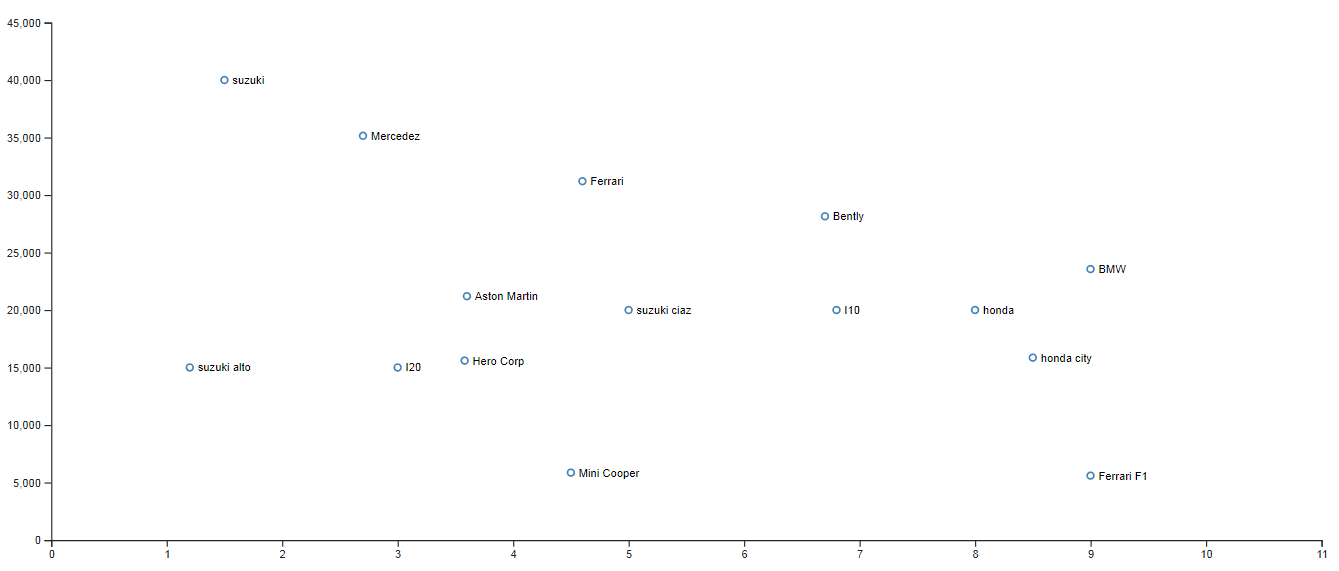 45,000
40,000
suzuki
35,000
Mercedez
30,000
Ferrari
Bently
25,000
BMW
Aston Martin
20,000
suzuki ciaz
I10
honda
honda city
15,000
suzuki alto
I20
Hero Corp
10,000
5,000
Mini Cooper
Ferrari F1
0
0 1 2 3 4 5 6 7 8 9 10 11